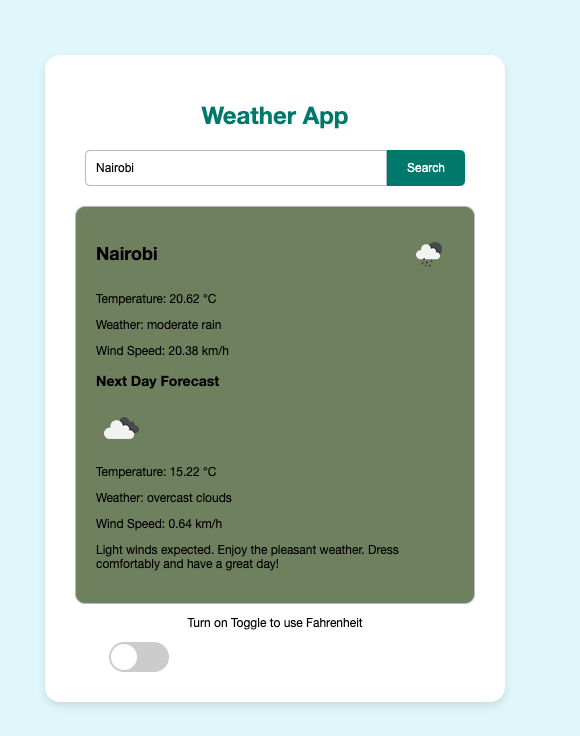 Weather App
Nairobi
Search
Nairobi
Temperature: 20.62 °C
Weather: moderate rain
Wind Speed: 20.38 km/h
Next Day Forecast
Temperature: 15.22 °C
Weather: overcast clouds
Wind Speed: 0.64 km/h
Light winds expected. Enjoy the pleasant weather. Dress
comfortably and have a great day!
Turn on Toggle to use Fahrenheit